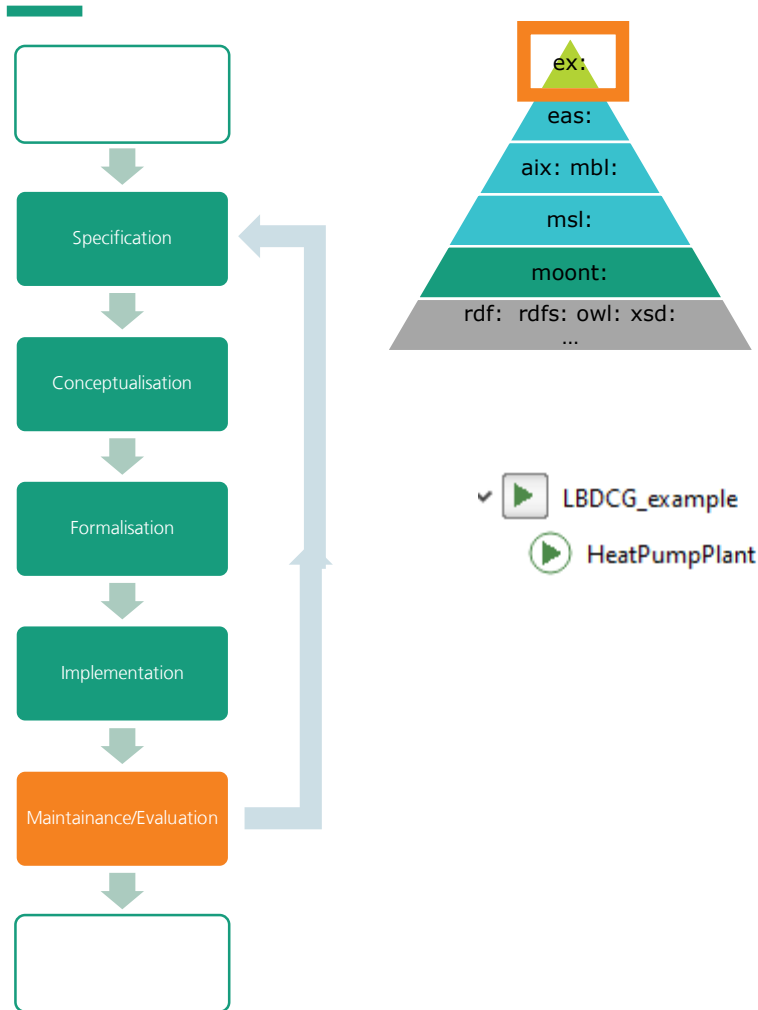 Specification
Conceptualisation
Formalisation
Implementation
Maintainance/Evaluation
ex:
eas:
aix: mbl:
msl:
moont:
rdf: rdfs: owl: xsd:
...
LBDCG_example
HeatPumpPlant